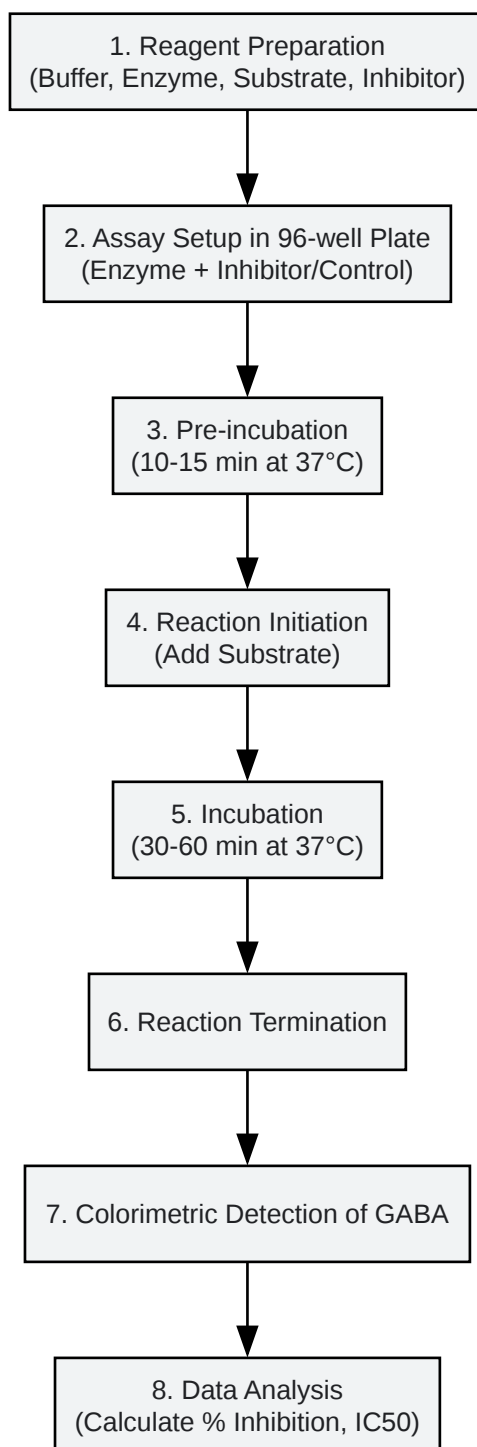 1. Reagent Preparation
(Buffer, Enzyme, Substrate, Inhibitor)
2. Assay Setup in 96-well Plate
(Enzyme + Inhibitor/Control)
3. Pre-incubation
(10-15 min at 37°C)
4. Reaction Initiation
(Add Substrate)
5. Incubation
(30-60 min at 37°C)
6. Reaction Termination
7. Colorimetric Detection of GABA
8. Data Analysis
(Calculate % Inhibition, IC50)